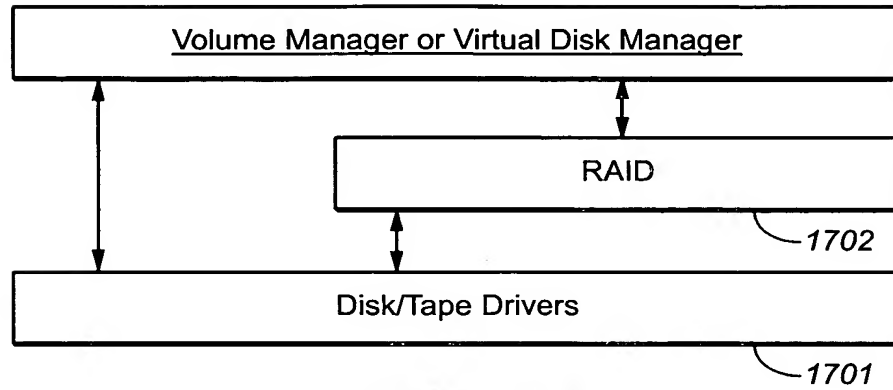 Volume Manager or Virtual Disk Manager
RAID
1702
Disk/Tape Drivers
1701